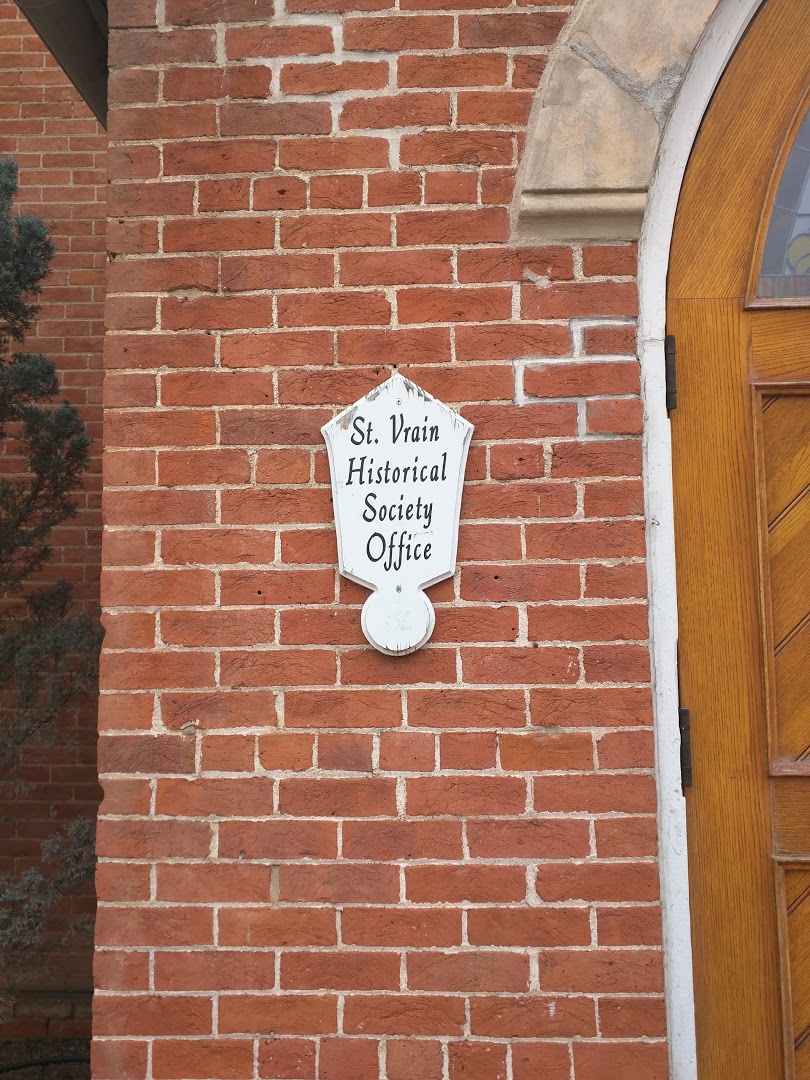 St. Vrain
Historical
Society
Office